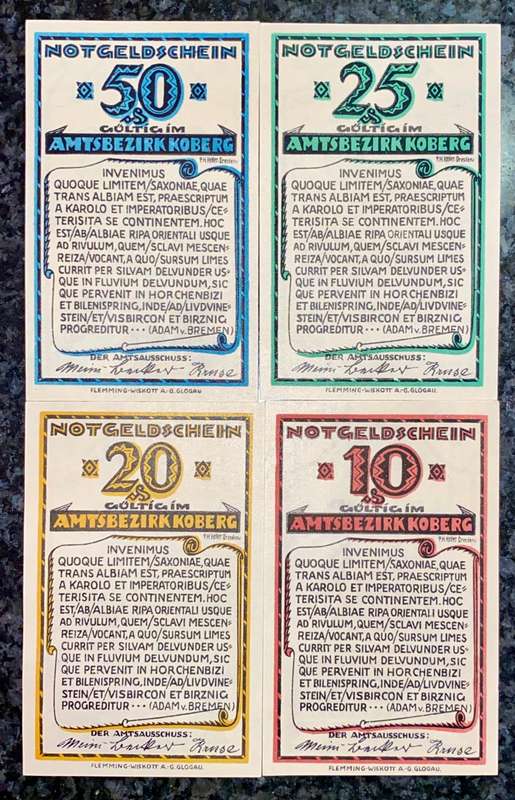 NOTGELDSCHEIN
50
GÜLTIG IM
AMTSBEZIRK KOBERG
INVENIMUS
QUOQUE LIMITEM/SAXONIAE, QUAE
TRANS ALBIAM EST, PRAESCRIPTUM
A KAROLO ET IMPERATORIBUS/CE-
TERISITA SE CONTINENTEM. HOC
EST/AB/ALBIAE RIPA ORIENTALI USQUE
AD RIVULUM, QUEM/SCLAVI MESCEN-
REIZA/VOCANT, A QUO/SURSUM LIMES
CURRIT PER SILVAM DELVUNDER US-
QUE IN FLUVIUM DELVUNDUM, SIC
QUE PERVENIT IN HORCHENBIZI
ET BILENISPRING, INDE/AD/LIVDVINE-
STEIN/ET/VISBIRCON ET BIRZNIG
PROGREDITUR ··· (ADAM v. BREMEN)
DER AMTSAUSSCHUSS:
FLEMMING-WISKOTT A.-G. GLOGAU.
NOTGELDSCHEIN
25
GÜLTIG IM
AMTSBEZIRK KOBERG
INVENIMUS
QUOQUE LIMITEM/SAXONIAE, QUAE
TRANS ALBIAM EST, PRAESCRIPTUM
A KAROLO ET IMPERATORIBUS/CE-
TERISITA SE CONTINENTEM. HOC
EST/AB/ALBIAE RIPA ORIENTALI USQUE
AD RIVULUM, QUEM/SCLAVI MESCEN-
REIZA/VOCANT, A QUO/SURSUM LIMES
CURRIT PER SILVAM DELVUNDER US-
QUE IN FLUVIUM DELVUNDUM, SIC
QUE PERVENIT IN HORCHENBIZI
ET BILENISPRING, INDE/AD/LIVDVINE-
STEIN/ET/VISBIRCON ET BIRZNIG
PROGREDITUR ··· (ADAM v. BREMEN)
DER AMTSAUSSCHUSS:
FLEMMING-WISKOTT A.-G. GLOGAU.
NOTGELDSCHEIN
20
GÜLTIG IM
AMTSBEZIRK KOBERG
INVENIMUS
QUOQUE LIMITEM/SAXONIAE, QUAE
TRANS ALBIAM EST, PRAESCRIPTUM
A KAROLO ET IMPERATORIBUS/CE-
TERISITA SE CONTINENTEM. HOC
EST/AB/ALBIAE RIPA ORIENTALI USQUE
AD RIVULUM, QUEM/SCLAVI MESCEN-
REIZA/VOCANT, A QUO/SURSUM LIMES
CURRIT PER SILVAM DELVUNDER US-
QUE IN FLUVIUM DELVUNDUM, SIC
QUE PERVENIT IN HORCHENBIZI
ET BILENISPRING, INDE/AD/LIVDVINE-
STEIN/ET/VISBIRCON ET BIRZNIG
PROGREDITUR ··· (ADAM v. BREMEN)
DER AMTSAUSSCHUSS:
FLEMMING-WISKOTT A.-G. GLOGAU.
NOTGELDSCHEIN
10
GÜLTIG IM
AMTSBEZIRK KOBERG
INVENIMUS
QUOQUE LIMITEM/SAXONIAE, QUAE
TRANS ALBIAM EST, PRAESCRIPTUM
A KAROLO ET IMPERATORIBUS/CE-
TERISITA SE CONTINENTEM. HOC
EST/AB/ALBIAE RIPA ORIENTALI USQUE
AD RIVULUM, QUEM/SCLAVI MESCEN-
REIZA/VOCANT, A QUO/SURSUM LIMES
CURRIT PER SILVAM DELVUNDER US-
QUE IN FLUVIUM DELVUNDUM, SIC
QUE PERVENIT IN HORCHENBIZI
ET BILENISPRING, INDE/AD/LIVDVINE-
STEIN/ET/VISBIRCON ET BIRZNIG
PROGREDITUR ··· (ADAM v. BREMEN)
DER AMTSAUSSCHUSS:
FLEMMING-WISKOTT A.-G. GLOGAU.